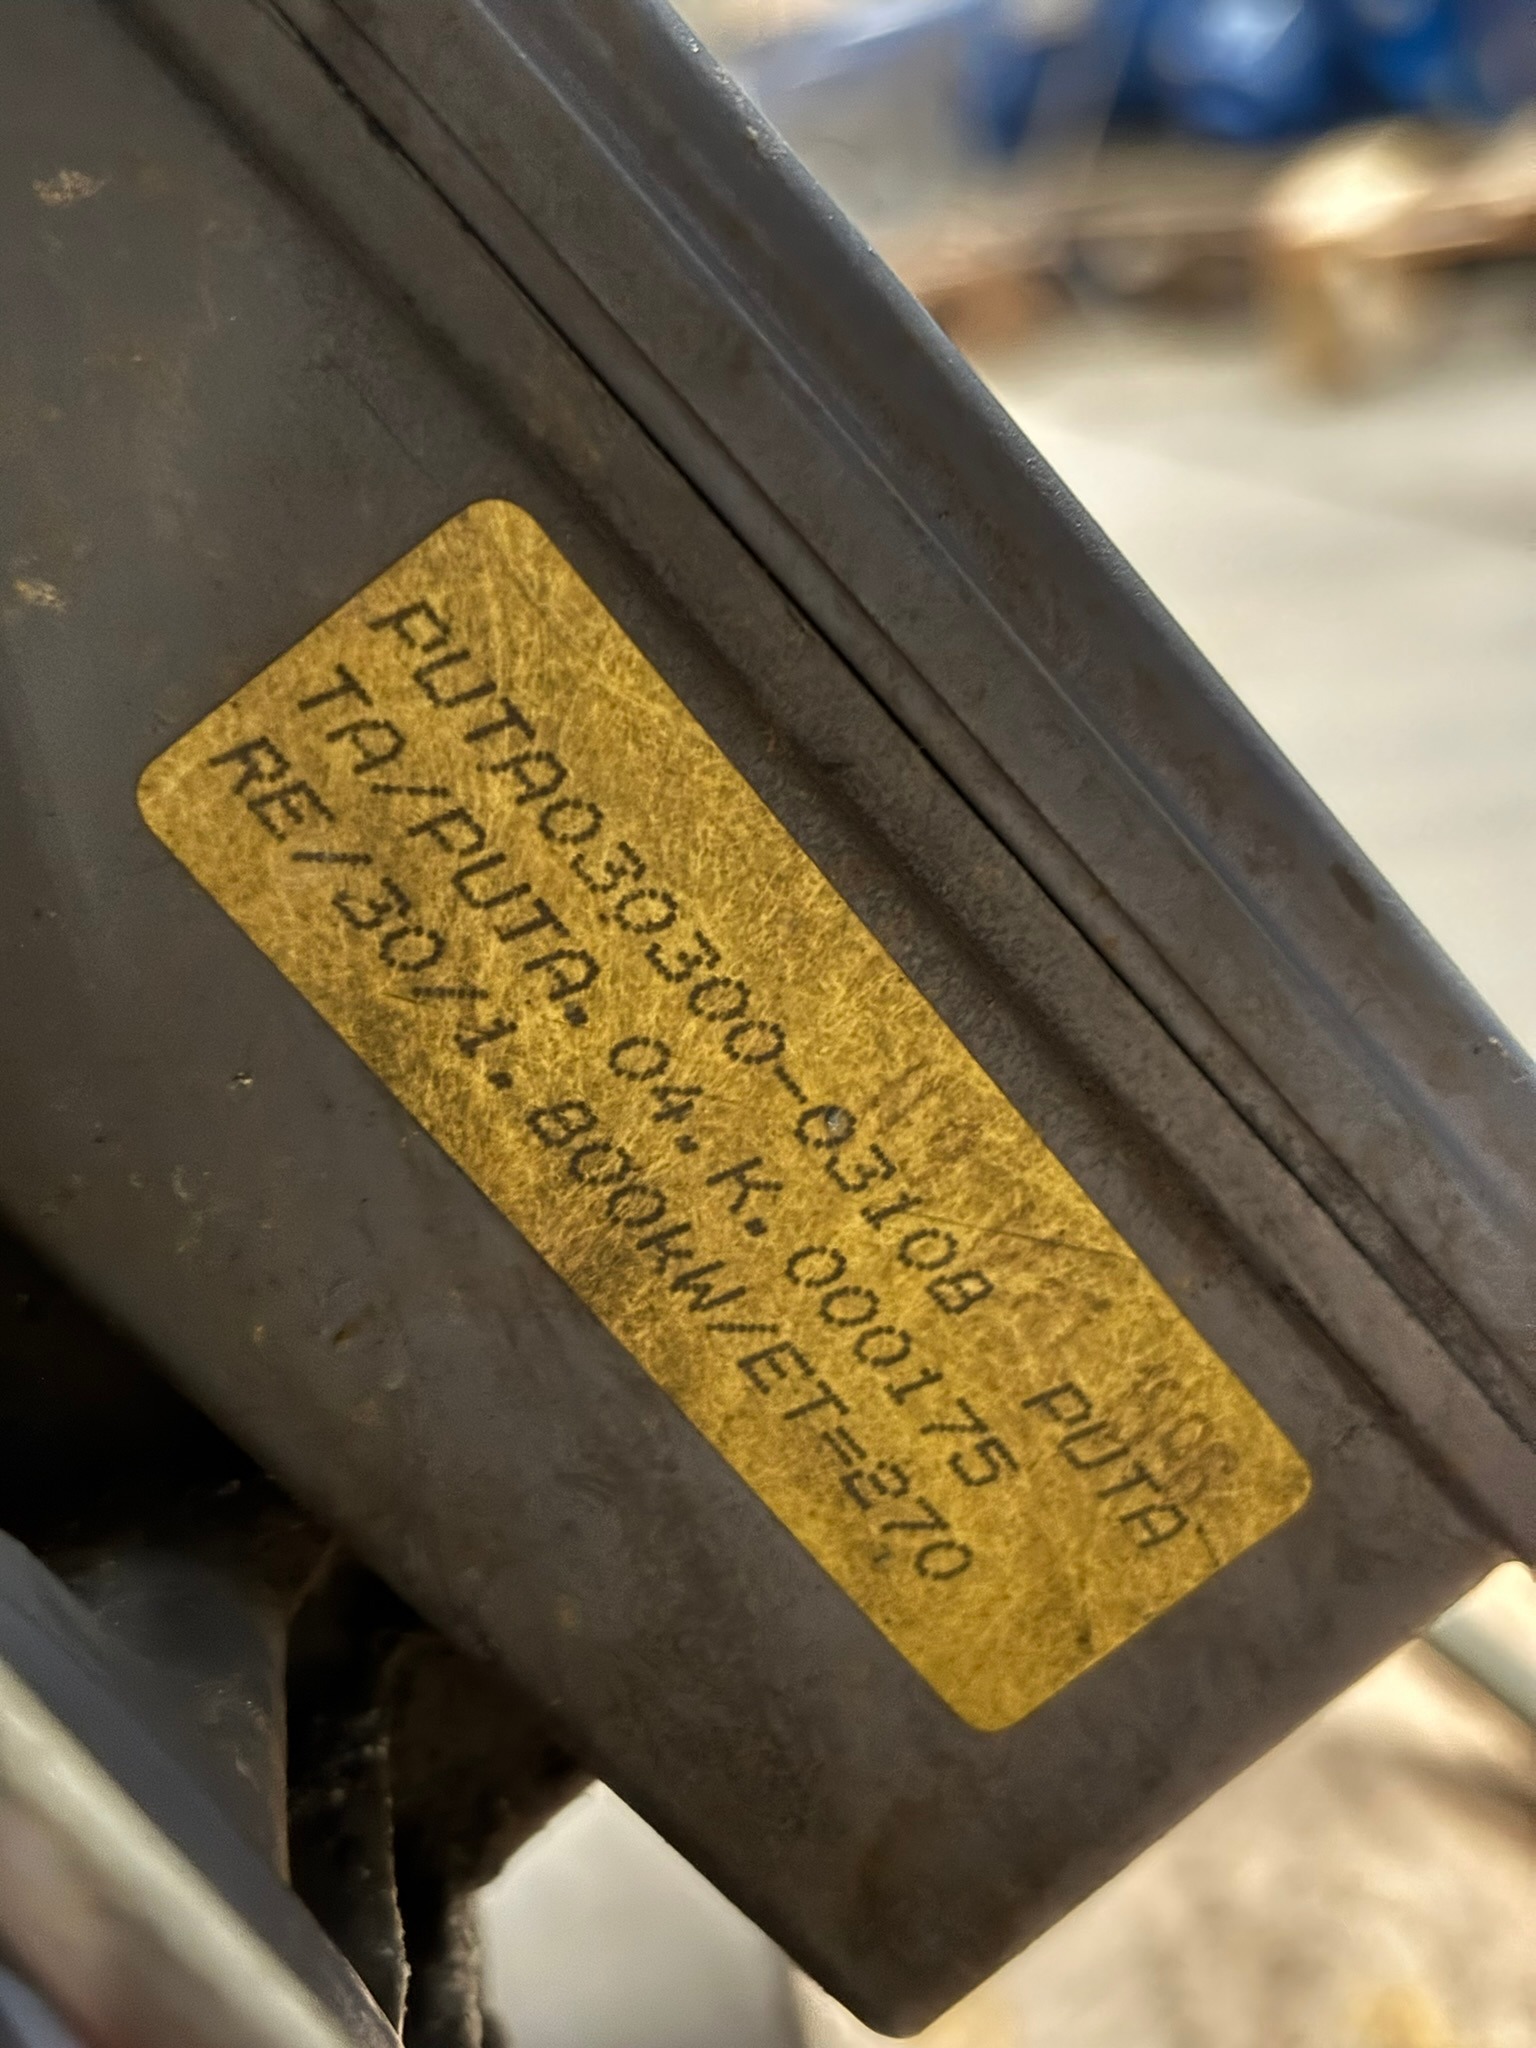 PUTA030300-03108 PUTA
TA/PUTA. 04. K. 000175
RE/30/1. 800kW/ET=270